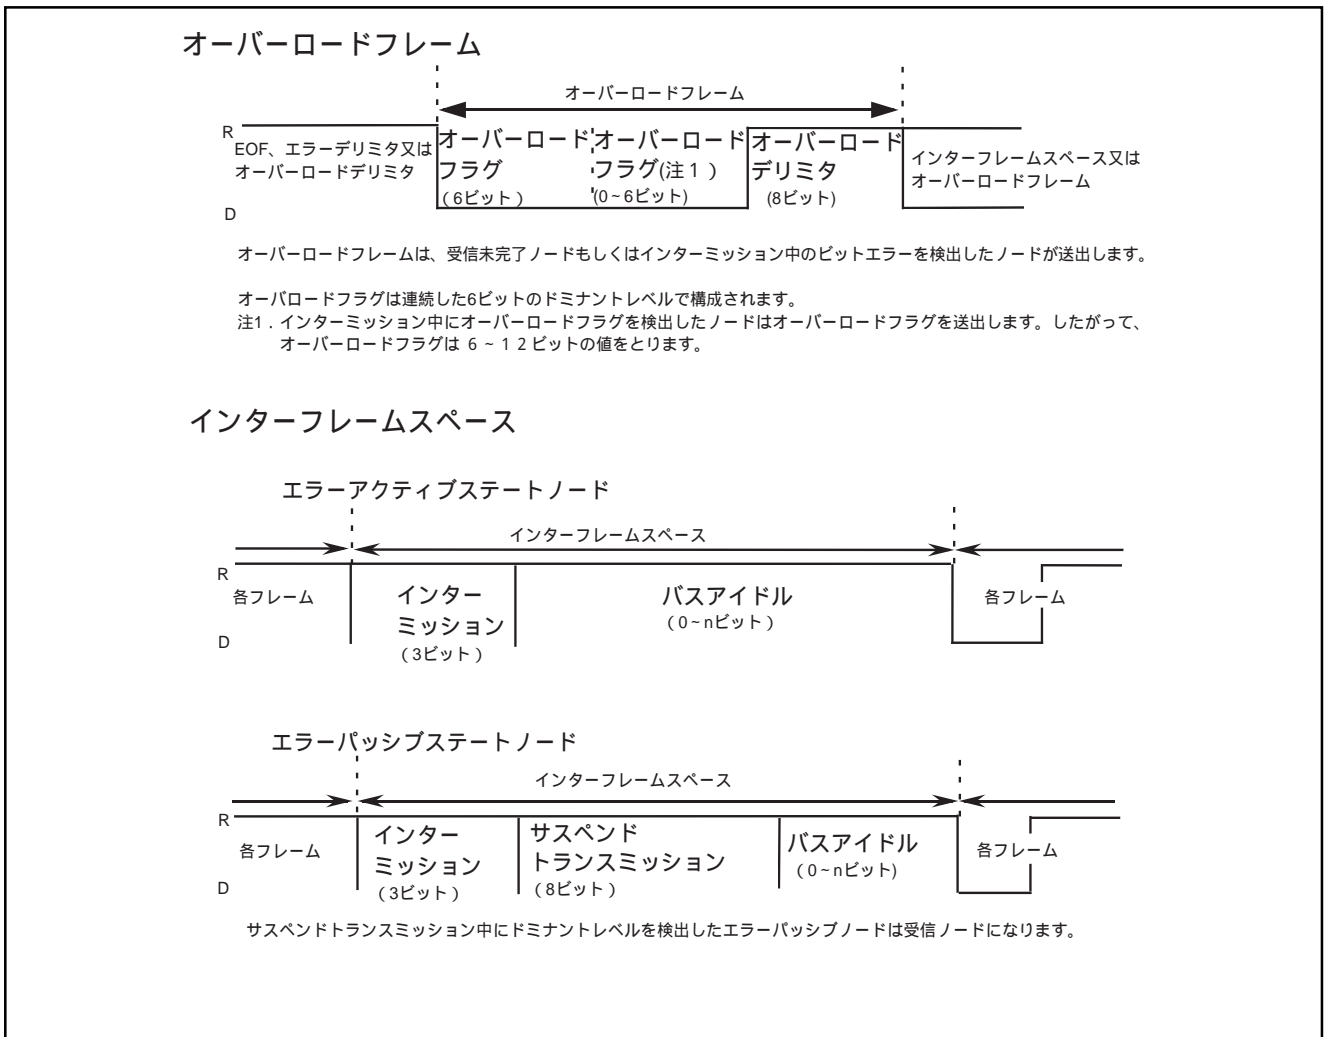 オーバーロードフレーム
オーバーロードフレーム
R
EOF、エラーデリミタ又は
オーバーロードデリミタ
D
オーバーロード
フラグ
(6ビット)
オーバーロード
フラグ(注1)
(0~6ビット)
オーバーロード
デリミタ
(8ビット)
インターフレームスペース又は
オーバーロードフレーム
オーバーロードフレームは、受信未完了ノードもしくはインターミッション中のビットエラーを検出したノードが送出します。
オーバロードフラグは連続した6ビットのドミナントレベルで構成されます。
注1.インターミッション中にオーバーロードフラグを検出したノードはオーバーロードフラグを送出します。したがって、
オーバーロードフラグは 6~12ビットの値をとります。
インターフレームスペース
エラーアクティブステートノード
インターフレームスペース
R
各フレーム
D
インター
ミッション
(3ビット)
バスアイドル
(0~nビット)
各フレーム
エラーパッシブステートノード
インターフレームスペース
R
各フレーム
D
インター
ミッション
(3ビット)
サスペンド
トランスミッション
(8ビット)
バスアイドル
(0~nビット)
各フレーム
サスペンドトランスミッション中にドミナントレベルを検出したエラーパッシブノードは受信ノードになります。